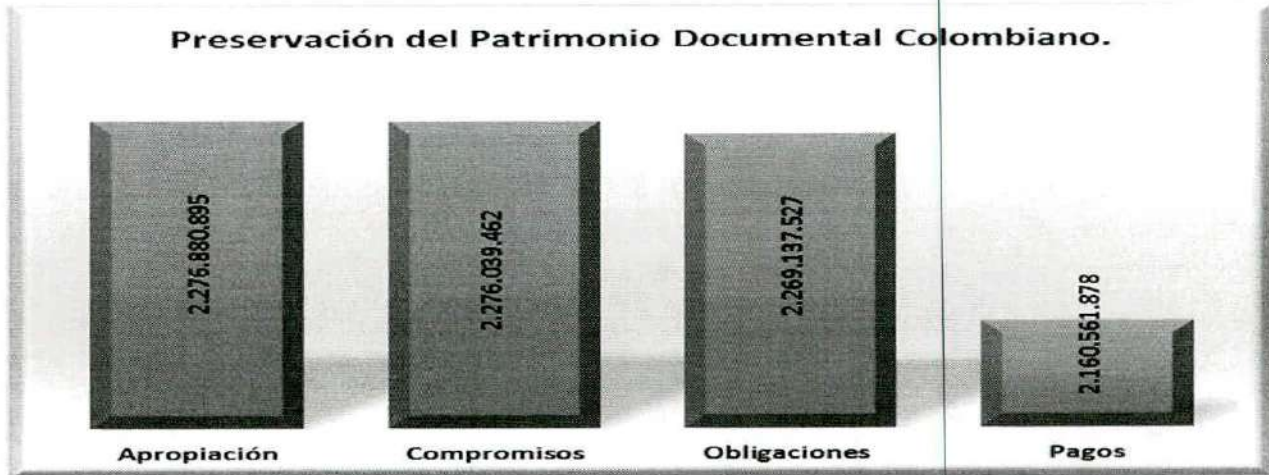 Preservación del Patrimonio Documental Colombiano.
2.276.880.895
2.276.039.462
2.269.137.527
2.160.561.878
Apropiación Compromisos Obligaciones Pagos